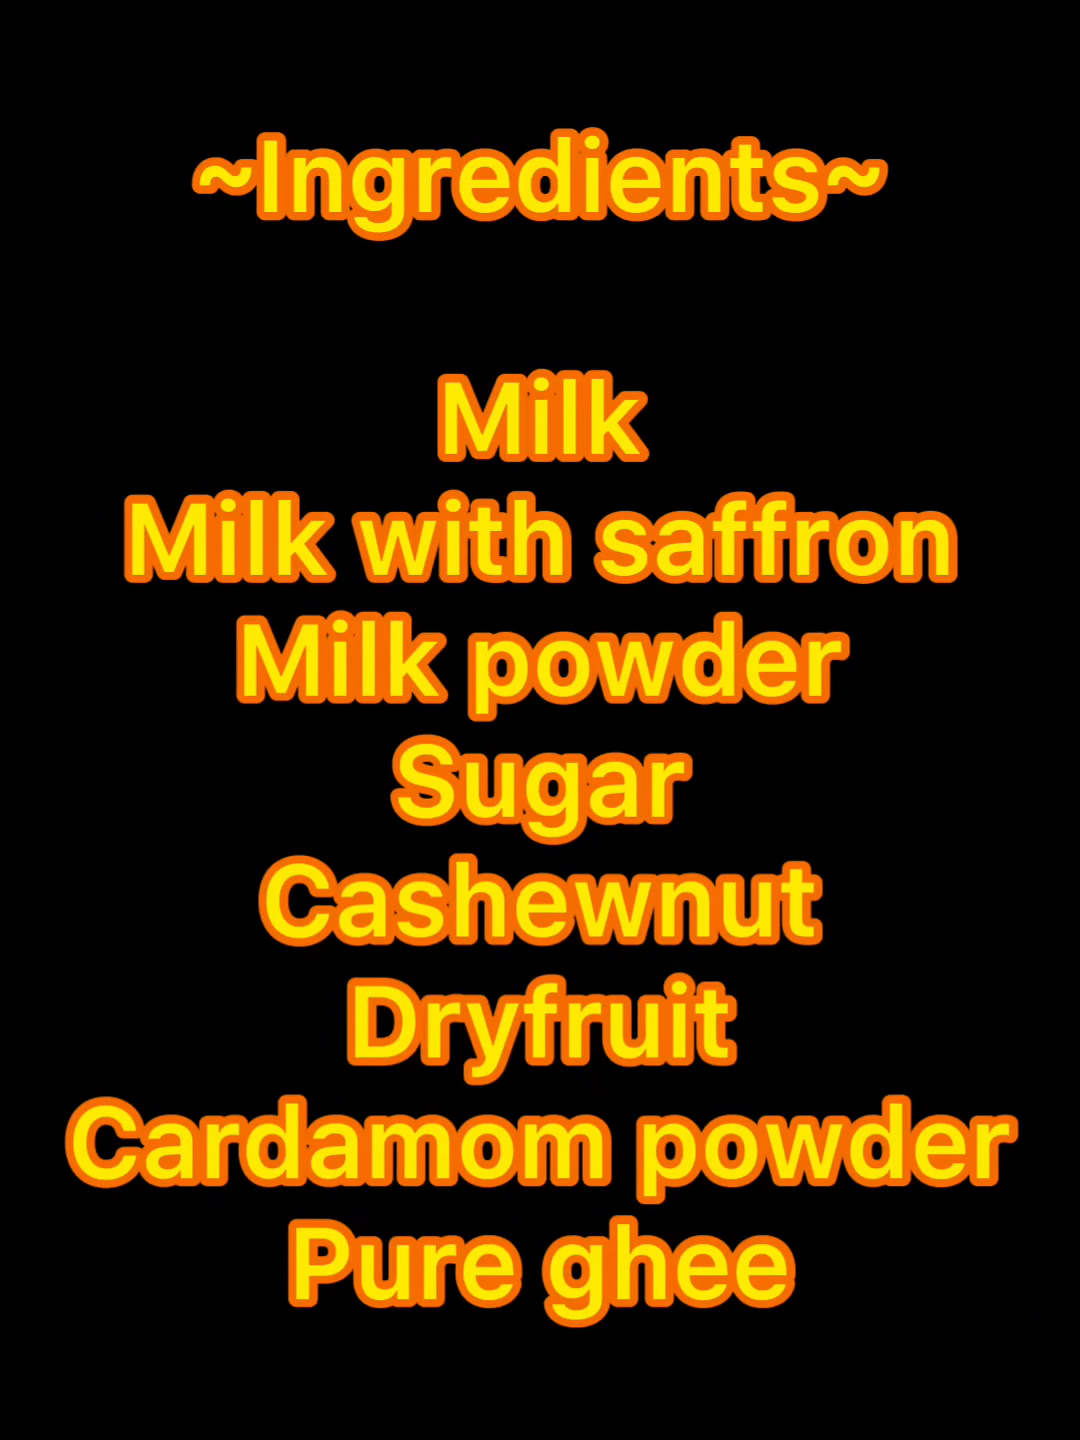 ~Ingredients~
Milk
Milk with saffron
Milk powder
Sugar
Cashewnut
Dryfruit
Cardamom powder
Pure ghee